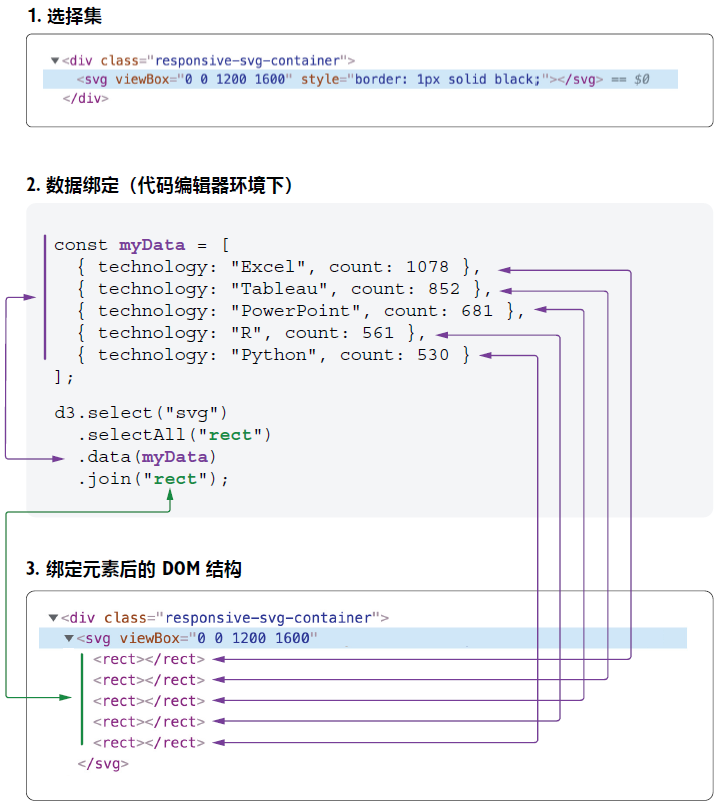 1. 选择集
▼<div class="responsive-svg-container">
<svg viewBox="0 0 1200 1600" style="border: 1px solid black;"></svg> == $0
</div>
2. 数据绑定（代码编辑器环境下）
const myData = [
{ technology: "Excel", count: 1078 },
{ technology: "Tableau", count: 852 },
{ technology: "PowerPoint", count: 681 },
{ technology: "R", count: 561 },
{ technology: "Python", count: 530 }
];
d3.select("svg")
.selectAll("rect")
.data(myData)
.join("rect");
3. 绑定元素后的 DOM 结构
▼<div class="responsive-svg-container">
▼<svg viewBox="0 0 1200 1600"
<rect></rect>
<rect></rect>
<rect></rect>
<rect></rect>
<rect></rect>
</svg>